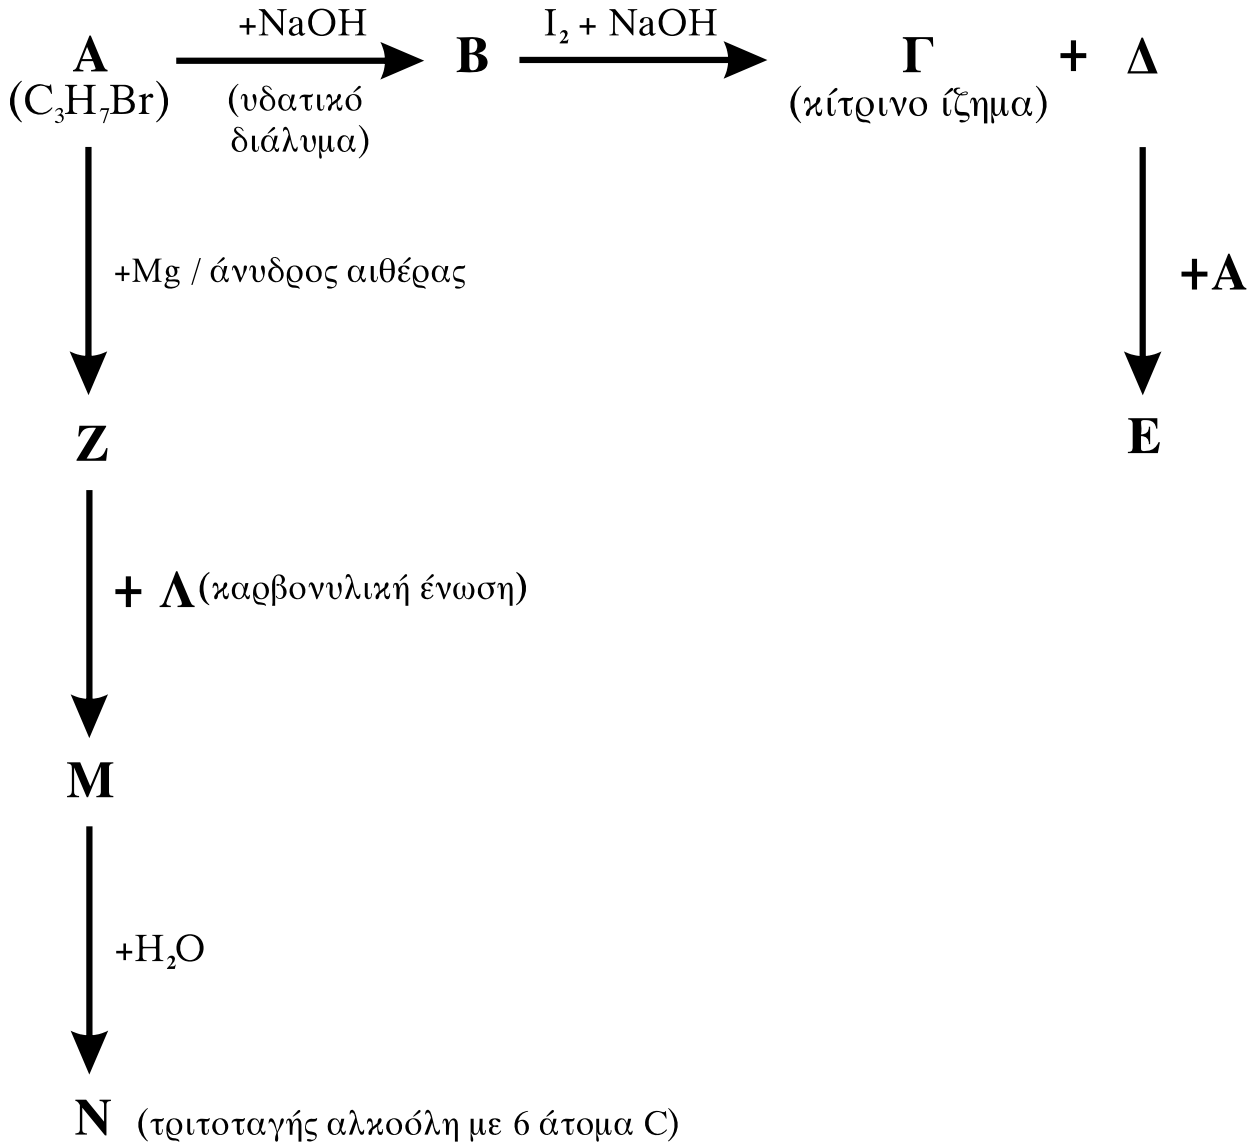 +NaOH
I₂ + NaOH
A
B
Γ
+
Δ
(C₃H₇Br)
(υδατικό
διάλυμα)
(κίτρινο ίζημα)
+Mg / άνυδρος αιθέρας
+A
Z
E
+ Λ(καρβονυλική ένωση)
M
+H₂O
N (τριτοταγής αλκοόλη με 6 άτομα C)